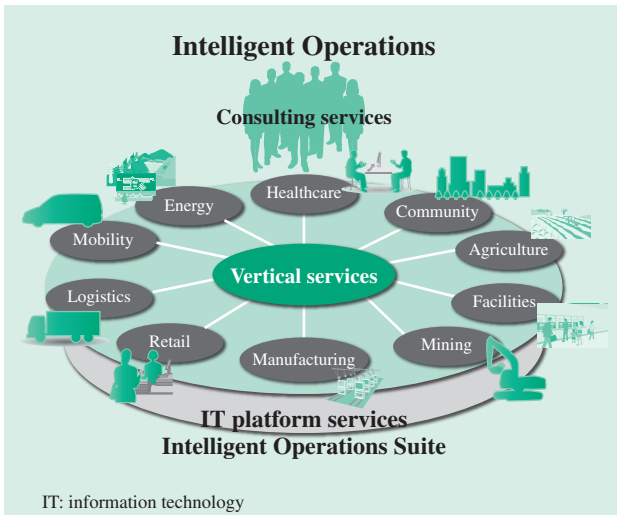 Intelligent Operations
Consulting services
Healthcare
Energy
Community
Mobility
Agriculture
Vertical services
Logistics
Facilities
Retail
Mining
Manufacturing
IT platform services
Intelligent Operations Suite
IT: information technology